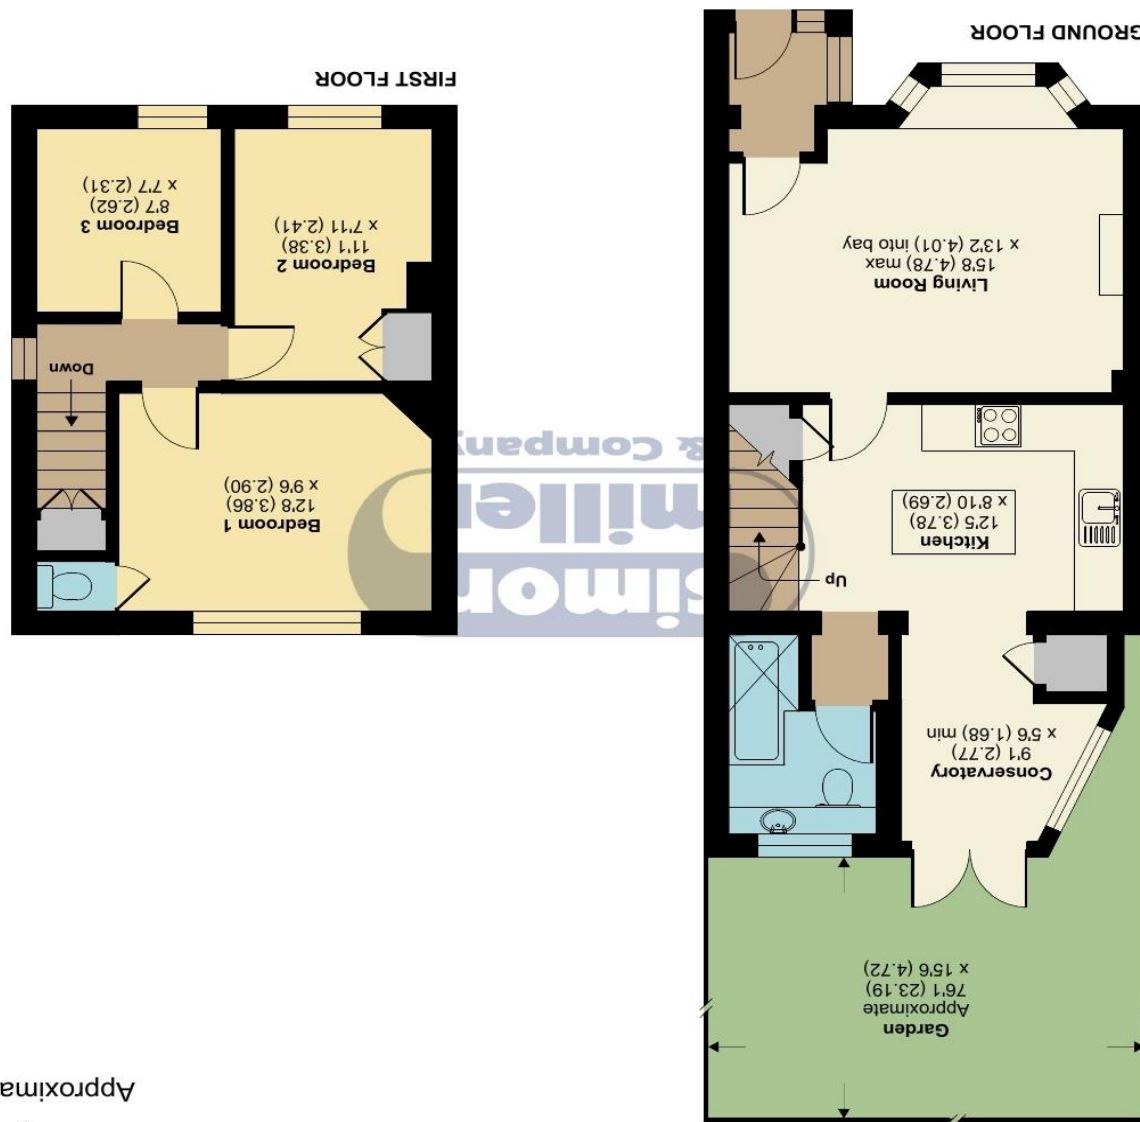 Approxima
Garden
Approximate
76'1 (23.19)
x 15'6 (4.72)
Conservatory
9'1 (2.77)
x 5'6 (1.68) min
Up
Kitchen
12'5 (3.78)
x 8'10 (2.69)
Living Room
15'8 (4.78) max
x 13'2 (4.01) into bay
GROUND FLOOR
simon
miller
& Company
Bedroom 1
12'8 (3.86)
x 9'6 (2.90)
Down
Bedroom 2
11'1 (3.38)
x 7'11 (2.41)
Bedroom 3
8'7 (2.62)
x 7'7 (2.31)
FIRST FLOOR